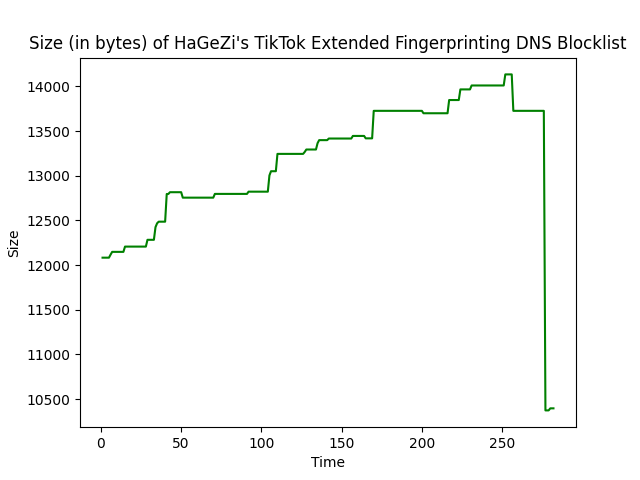 Size (in bytes) of HaGeZi's TikTok Extended Fingerprinting DNS Blocklist
14000
13500
13000
12500
12000
11500
11000
10500
Size
0 50 100 150 200 250
Time